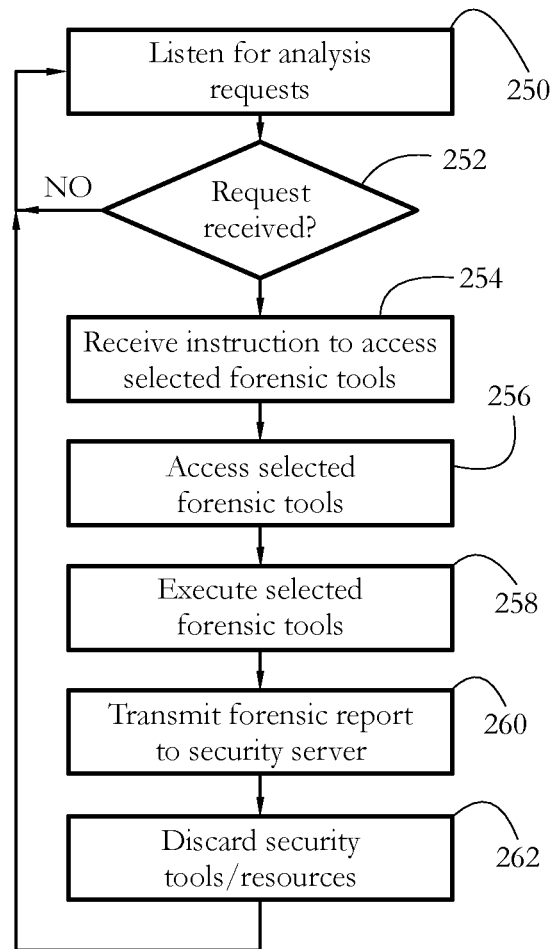 Listen for analysis
requests
250
252
NO
Request
received?
254
Receive instruction to access
selected forensic tools
256
Access selected
forensic tools
Execute selected
forensic tools
258
Transmit forensic report
to security server
260
Discard security
tools/resources
262